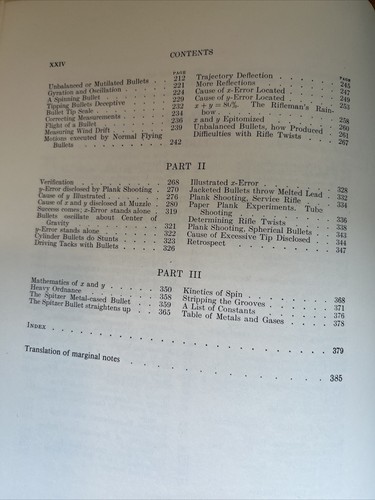 XXIV
CONTENTS
PAGE
Unbalanced or Mutilated Bullets . . 212
Gyration and Oscillation . . . . 221
A Spinning Bullet . . . . . . 224
Tipping Bullets Deceptive . . . . 229
Bullet Tip Scale . . . . . . . 232
Correcting Measurements . . . . 234
Flight of a Bullet . . . . . . 236
Measuring Wind Drift . . . . . 239
Motions executed by Normal Flying
Bullets . . . . . . . . . 242
PAGE
Trajectory Deflection . . . . . 245
More Reflections . . . . . . 247
Cause of x-Error Located . . . . 249
Cause of y-Error Located . . . . 253
The Rifleman's Rain-
bow . . . . . . . . . 258
x and y Epitomized . . . . . . 260
Unbalanced Bullets, how Produced . 261
Difficulties with Rifle Twists . . . 267
PART II
Verification . . . . . . . . 268
y-Error disclosed by Plank Shooting . 270
Cause of y Illustrated . . . . . 276
Cause of x and y disclosed at Muzzle . 280
Success comes; x-Error stands alone . 319
Bullets oscillate about Center of
Gravity . . . . . . . . . 321
y-Error stands alone . . . . . 322
Cylinder Bullets do Stunts . . . . 323
Driving Tacks with Bullets . . . . 326
Illustrated x-Error . . . . . . 328
Jacketed Bullets throw Melted Lead . 332
Plank Shooting, Service Rifle . . . 334
Paper Plank Experiments. Tube
Shooting . . . . . . . . 336
Determining Rifle Twists . . . . 338
Plank Shooting, Spherical Bullets . . 343
Cause of Excessive Tip Disclosed . . 344
Retrospect . . . . . . . . 347
PART III
Mathematics of x and y . . . . 350
Heavy Ordnance . . . . . . 358
The Spitzer Metal-cased Bullet . . 359
The Spitzer Bullet straightens up . . 365
Kinetics of Spin . . . . . . . 368
Stripping the Grooves . . . . . 371
A List of Constants . . . . . . 376
Table of Metals and Gases . . . . 378
INDEX . . . . . . . . . . . . . . . . 379
Translation of marginal notes . . . . . . . . . . . . 385